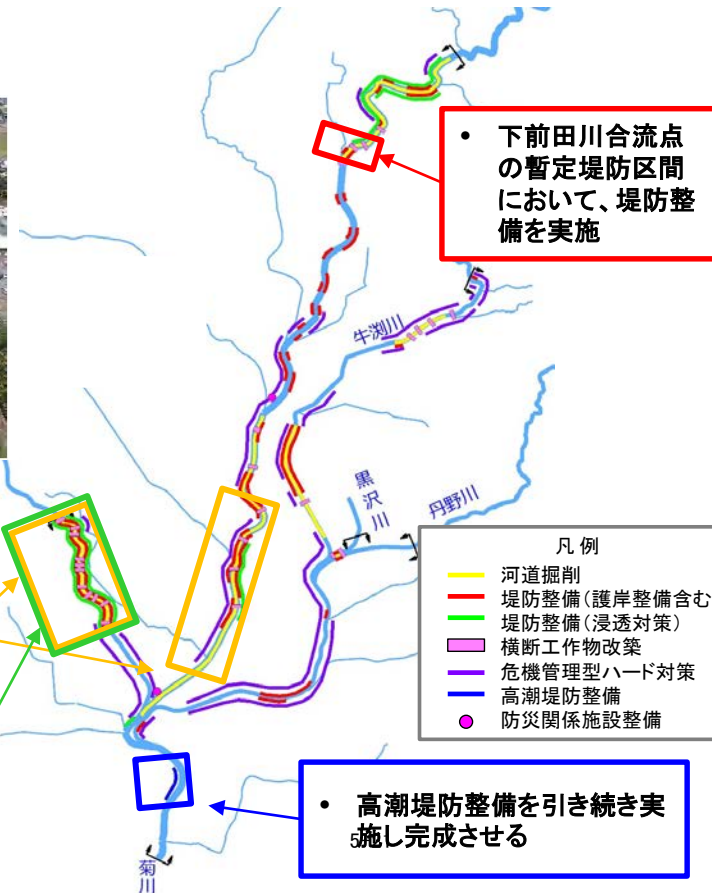 • 下前田川合流点
の暫定堤防区間
において、堤防整
備を実施
牛渕川
黒沢川
丹野川
凡例
河道掘削
堤防整備(護岸整備含む)
堤防整備(浸透対策)
横断工作物改築
危機管理型ハード対策
高潮堤防整備
防災関係施設整備
• 高潮堤防整備を引き続き実
施し完成させる
5
菊川